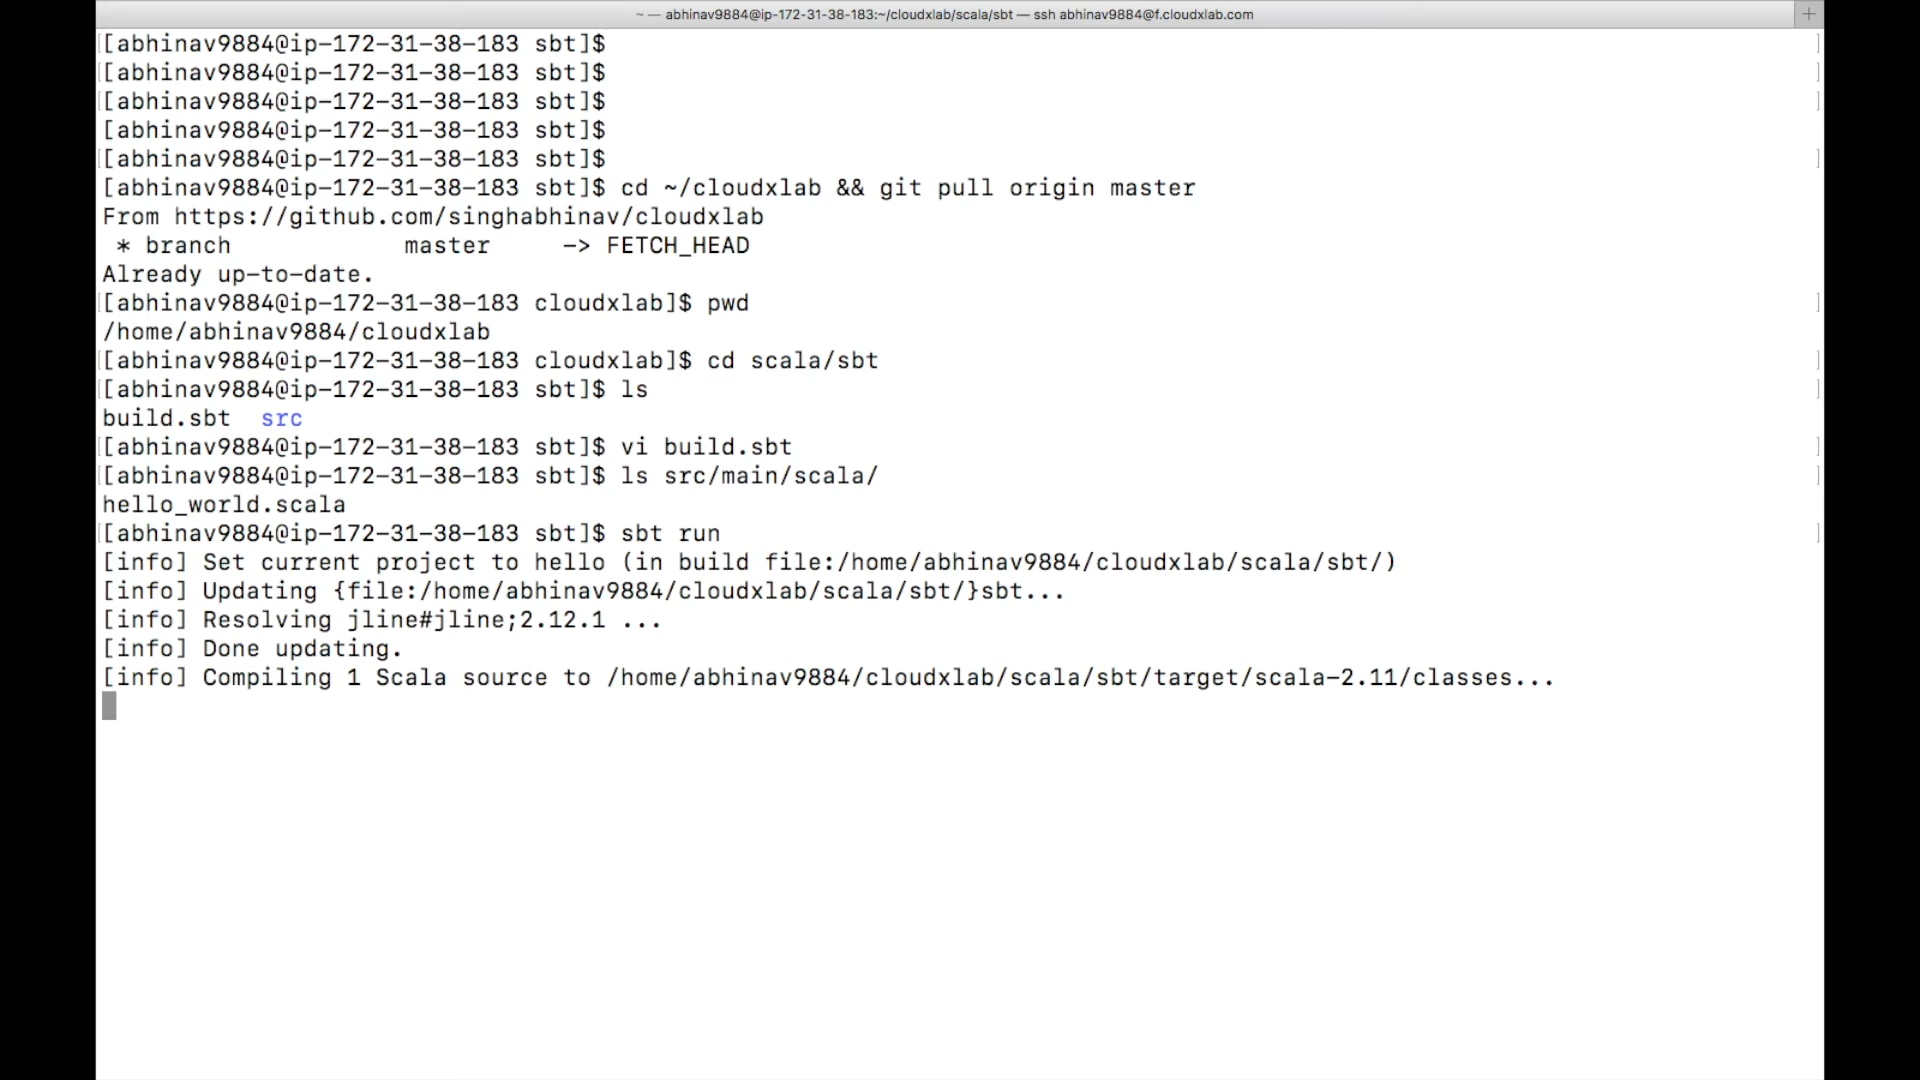 ~ — abhinav9884@ip-172-31-38-183:~/cloudxlab/scala/sbt — ssh abhinav9884@f.cloudxlab.com
[abhinav9884@ip-172-31-38-183 sbt]$
[abhinav9884@ip-172-31-38-183 sbt]$
[abhinav9884@ip-172-31-38-183 sbt]$
[abhinav9884@ip-172-31-38-183 sbt]$
[abhinav9884@ip-172-31-38-183 sbt]$
[abhinav9884@ip-172-31-38-183 sbt]$ cd ~/cloudxlab && git pull origin master
From https://github.com/singhabhinav/cloudxlab
 * branch            master     -> FETCH_HEAD
Already up-to-date.
[abhinav9884@ip-172-31-38-183 cloudxlab]$ pwd
/home/abhinav9884/cloudxlab
[abhinav9884@ip-172-31-38-183 cloudxlab]$ cd scala/sbt
[abhinav9884@ip-172-31-38-183 sbt]$ ls
build.sbt  src
[abhinav9884@ip-172-31-38-183 sbt]$ vi build.sbt
[abhinav9884@ip-172-31-38-183 sbt]$ ls src/main/scala/
hello_world.scala
[abhinav9884@ip-172-31-38-183 sbt]$ sbt run
[info] Set current project to hello (in build file:/home/abhinav9884/cloudxlab/scala/sbt/)
[info] Updating {file:/home/abhinav9884/cloudxlab/scala/sbt/}sbt...
[info] Resolving jline#jline;2.12.1 ...
[info] Done updating.
[info] Compiling 1 Scala source to /home/abhinav9884/cloudxlab/scala/sbt/target/scala-2.11/classes...